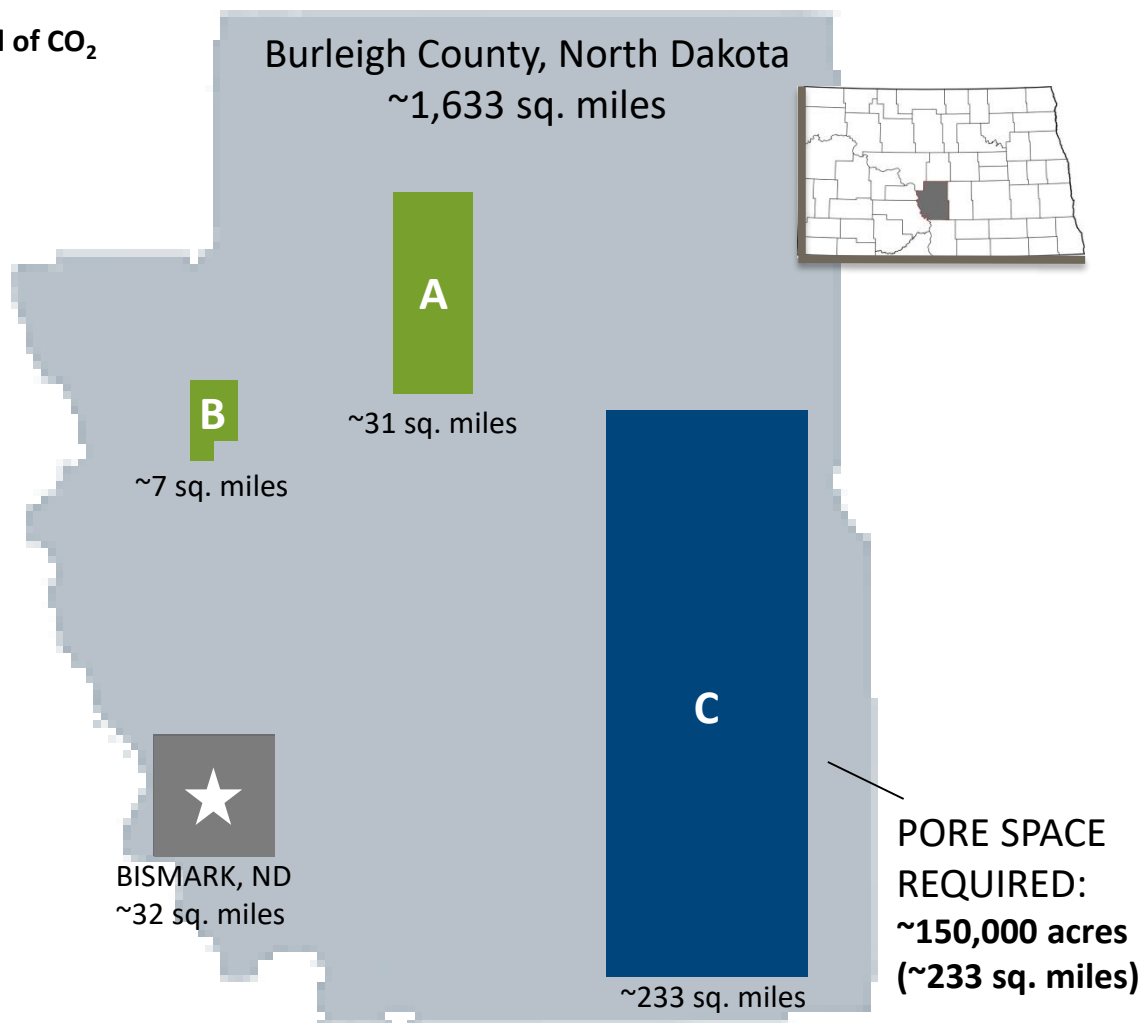 of CO₂
Burleigh County, North Dakota
~1,633 sq. miles
A
~31 sq. miles
B
~7 sq. miles
C
~233 sq. miles
BISMARK, ND
~32 sq. miles
PORE SPACE
REQUIRED:
~150,000 acres
(~233 sq. miles)